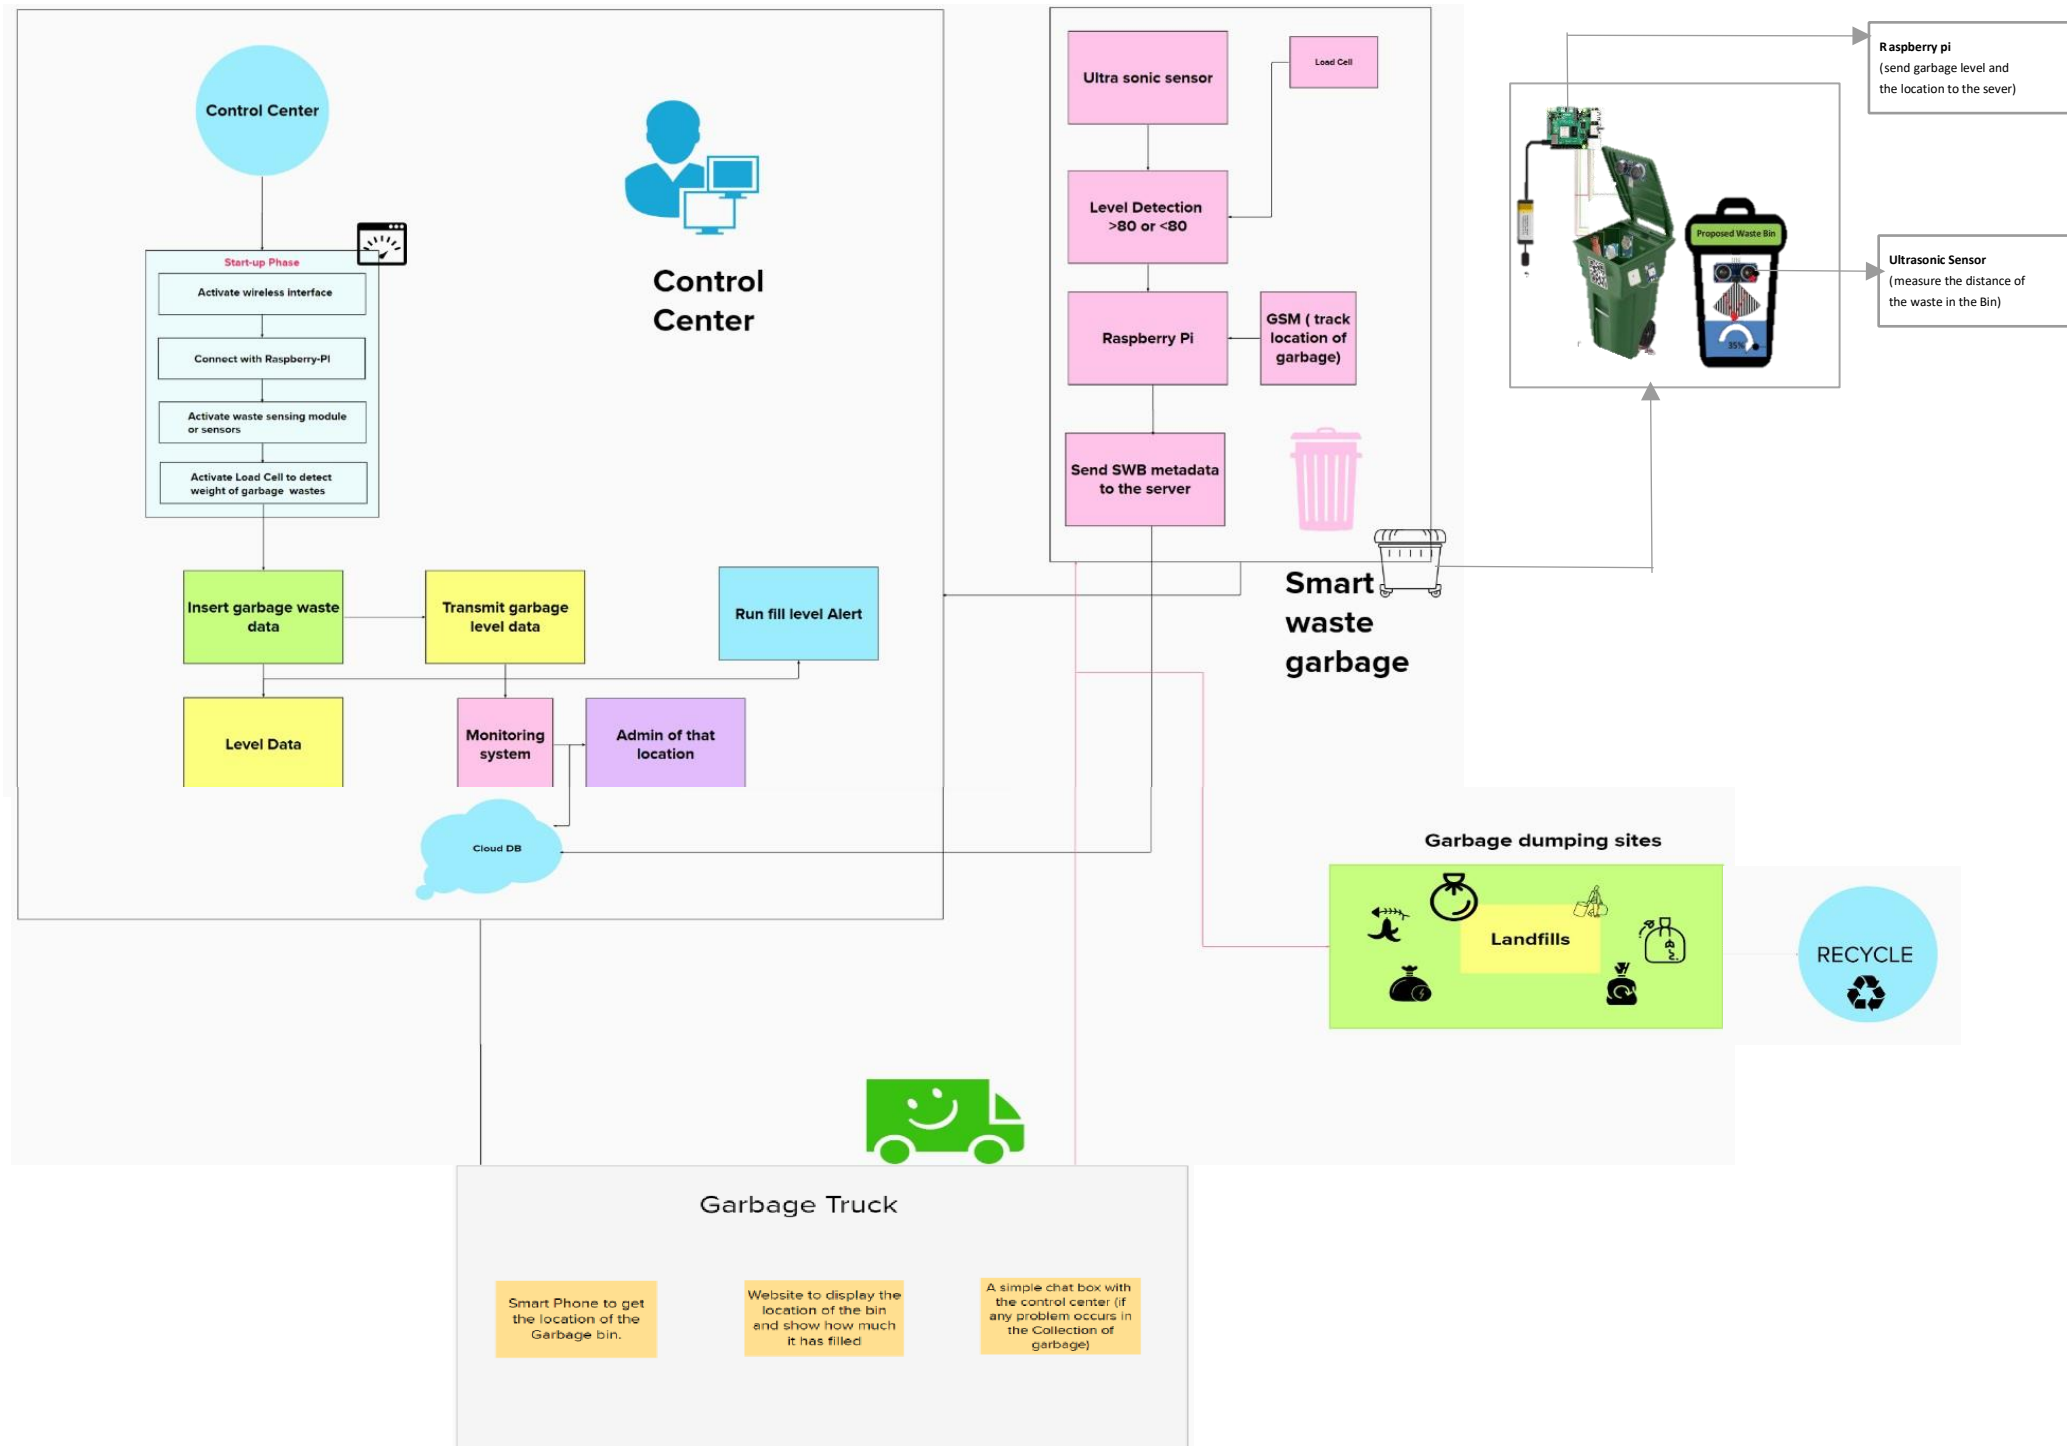 Control Center
Start-up Phase
Activate wireless interface
Connect with Raspberry-PI
Activate waste sensing module
or sensors
Activate Load Cell to detect
weight of garbage wastes
Control
Center
Insert garbage waste
data
Transmit garbage
level data
Run fill level Alert
Level Data
Monitoring
system
Admin of that
location
Cloud DB
Ultra sonic sensor
Load Cell
Level Detection
>80 or <80
Raspberry Pi
GSM ( track
location of
garbage)
Send SWB metadata
to the server
Smart
waste
garbage
Raspberry pi
(send garbage level and
the location to the sever)
Proposed Waste Bin
35%
Ultrasonic Sensor
(measure the distance of
the waste in the Bin)
Garbage dumping sites
Landfills
RECYCLE
Garbage Truck
Smart Phone to get
the location of the
Garbage bin.
Website to display the
location of the bin
and show how much
it has filled
A simple chat box with
the control center (if
any problem occurs in
the Collection of
garbage)